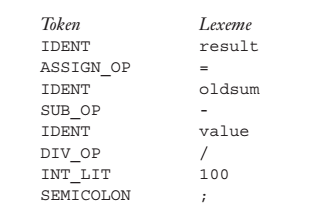 Token Lexeme
IDENT result
ASSIGN_OP =
IDENT oldsum
SUB_OP -
IDENT value
DIV_OP /
INT_LIT 100
SEMICOLON ;